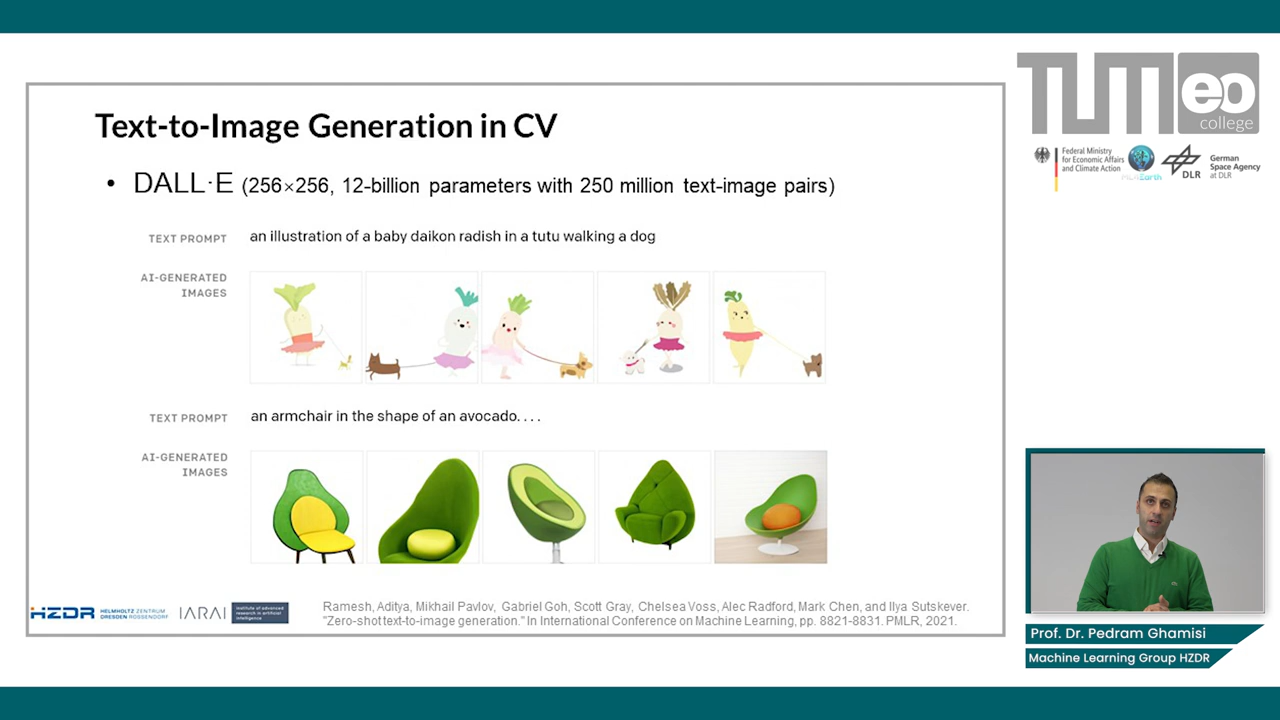 Text-to-Image Generation in CV
• DALL·E (256×256, 12-billion parameters with 250 million text-image pairs)
TEXT PROMPT an illustration of a baby daikon radish in a tutu walking a dog
AI-GENERATED
IMAGES
TEXT PROMPT an armchair in the shape of an avocado. . . .
AI-GENERATED
IMAGES
HZDR HELMHOLTZ ZENTRUM
DRESDEN ROSSENDORF
IARAI institute of advanced
research in artificial
intelligence
Ramesh, Aditya, Mikhail Pavlov, Gabriel Goh, Scott Gray, Chelsea Voss, Alec Radford, Mark Chen, and Ilya Sutskever.
"Zero-shot text-to-image generation." In International Conference on Machine Learning, pp. 8821-8831. PMLR, 2021.
TUM eo
college
Federal Ministry
for Economic Affairs
and Climate Action
ML4Earth
DLR
German
Space Agency
at DLR
Prof. Dr. Pedram Ghamisi
Machine Learning Group HZDR